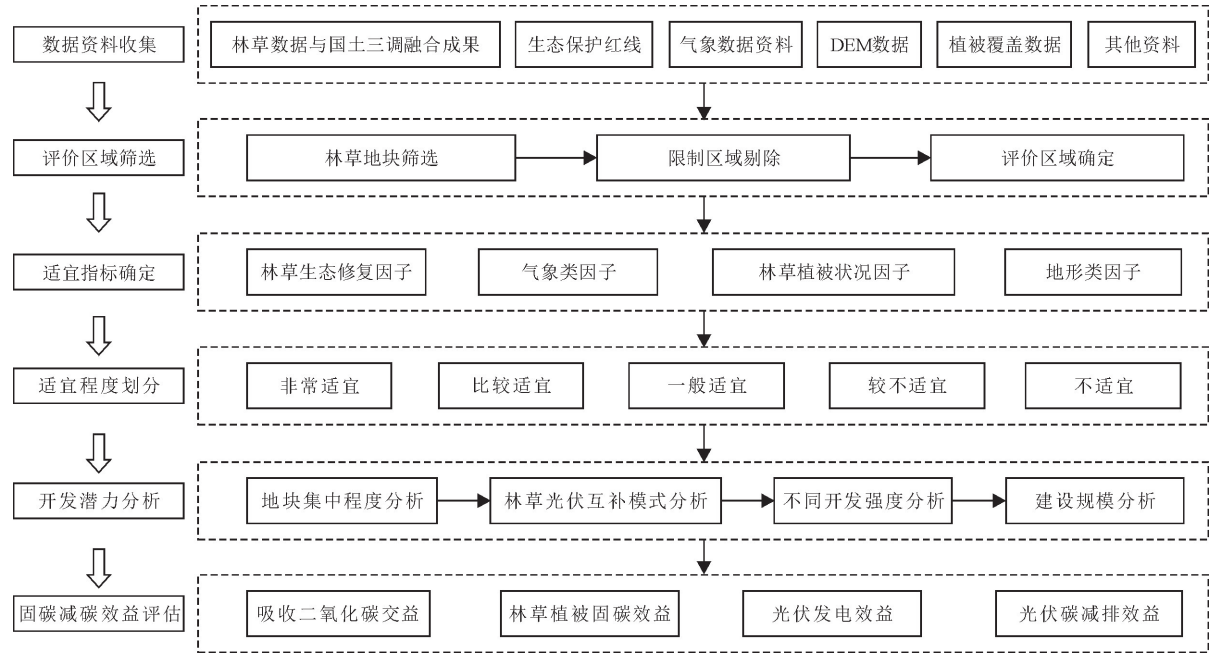 数据资料收集
林草数据与国土三调融合成果
生态保护红线
气象数据资料
DEM数据
植被覆盖数据
其他资料
评价区域筛选
林草地块筛选
限制区域剔除
评价区域确定
适宜指标确定
林草生态修复因子
气象类因子
林草植被状况因子
地形类因子
适宜程度划分
非常适宜
比较适宜
一般适宜
较不适宜
不适宜
开发潜力分析
地块集中程度分析
林草光伏互补模式分析
不同开发强度分析
建设规模分析
固碳减碳效益评估
吸收二氧化碳交益
林草植被固碳效益
光伏发电效益
光伏碳减排效益